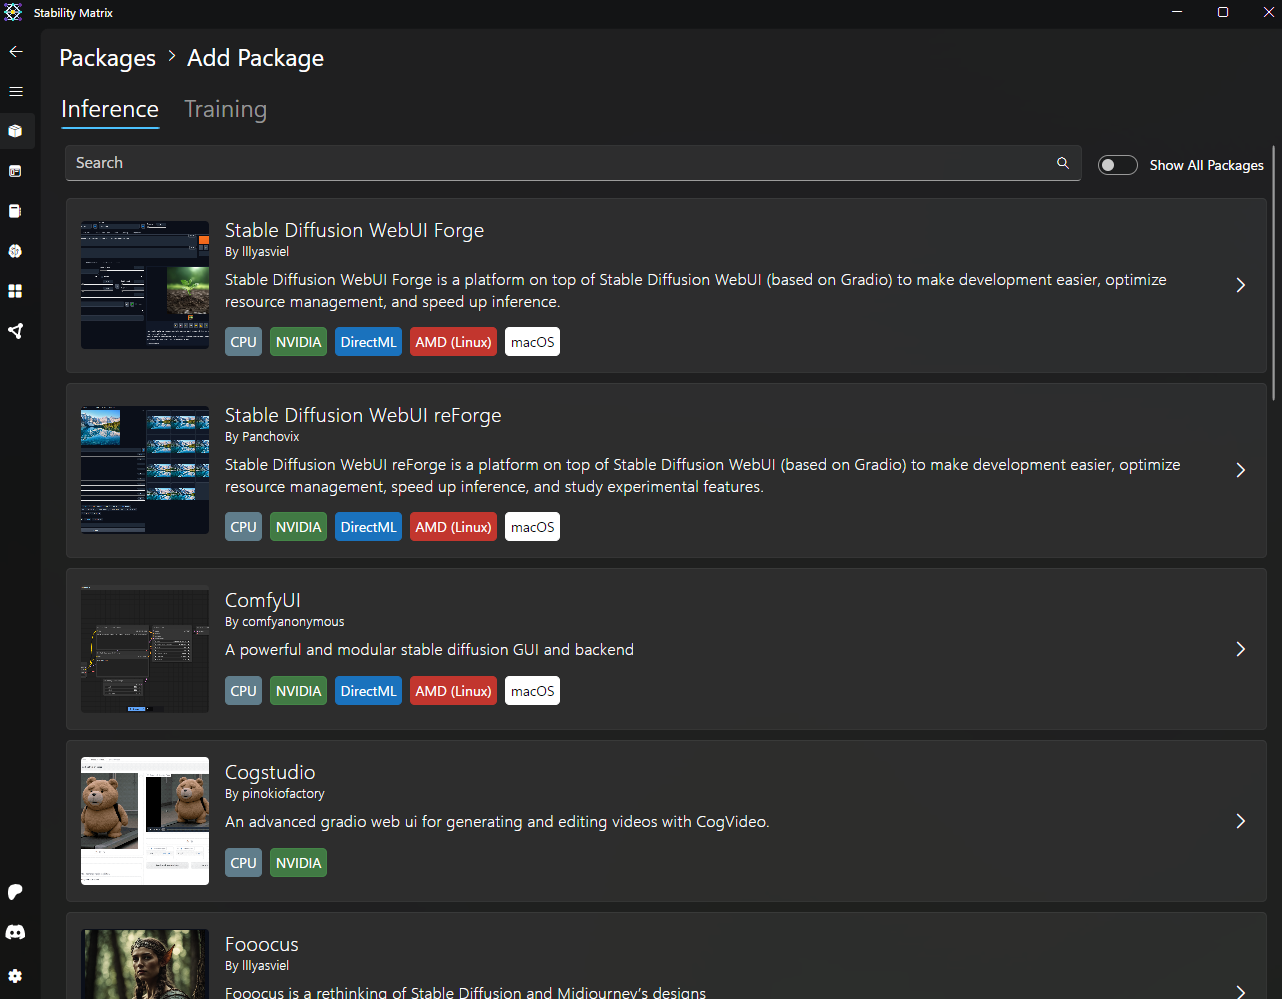 Stability Matrix
Packages > Add Package
Inference Training
Search
Show All Packages
Stable Diffusion WebUI Forge
By lllyasviel
Stable Diffusion WebUI Forge is a platform on top of Stable Diffusion WebUI (based on Gradio) to make development easier, optimize
resource management, and speed up inference.
CPU NVIDIA DirectML AMD (Linux) macOS
Stable Diffusion WebUI reForge
By Panchovix
Stable Diffusion WebUI reForge is a platform on top of Stable Diffusion WebUI (based on Gradio) to make development easier, optimize
resource management, speed up inference, and study experimental features.
CPU NVIDIA DirectML AMD (Linux) macOS
ComfyUI
By comfyanonymous
A powerful and modular stable diffusion GUI and backend
CPU NVIDIA DirectML AMD (Linux) macOS
Cogstudio
By pinokiofactory
An advanced gradio web ui for generating and editing videos with CogVideo.
CPU NVIDIA
Fooocus
By lllyasviel
Fooocus is a rethinking of Stable Diffusion and Midjourney's designs